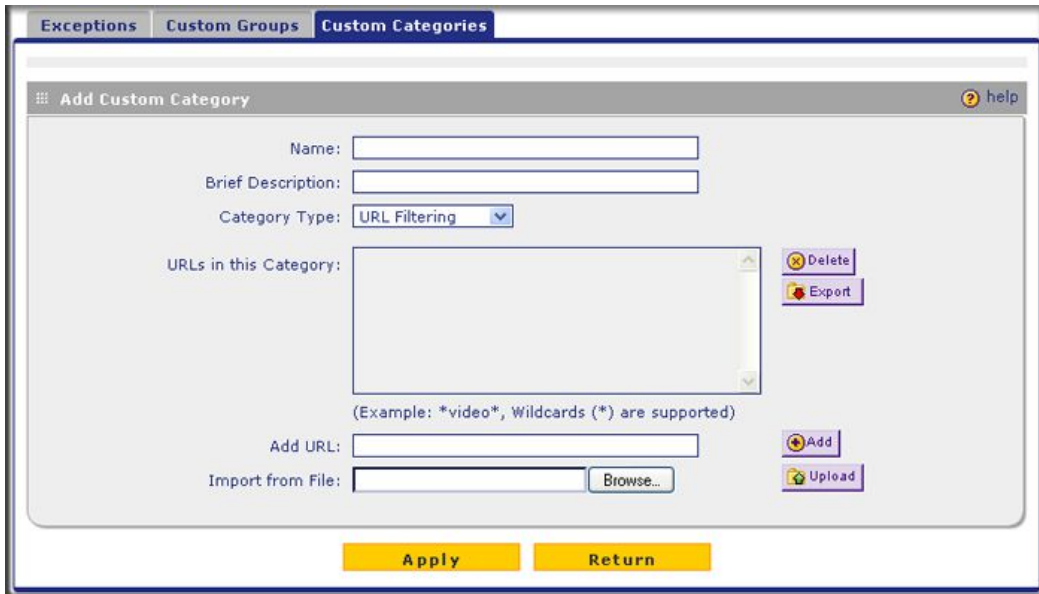 Exceptions Custom Groups Custom Categories
Add Custom Category ? help
Name:
Brief Description:
Category Type: URL Filtering
URLs in this Category: Delete
Export
(Example: *video*, Wildcards (*) are supported)
Add URL: Add
Import from File: Browse... Upload
Apply Return